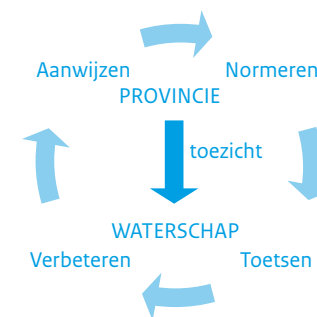 Aanwijzen Normeren
PROVINCIE
toezicht
WATERSCHAP
Verbeteren Toetsen